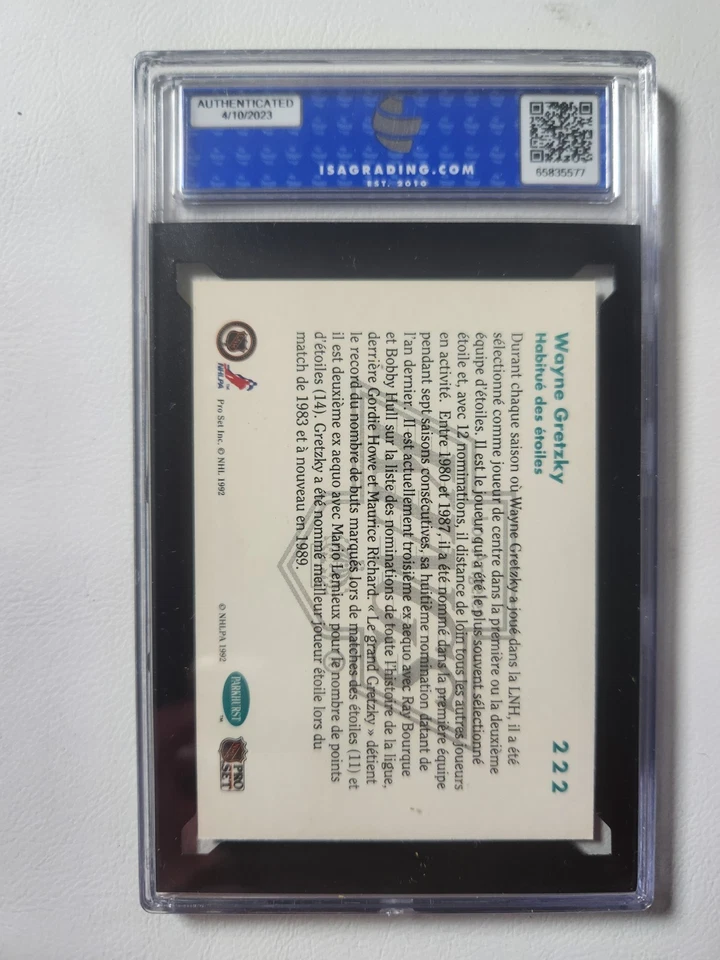 AUTHENTICATED
4/10/2023
ISAGRADING.COM
EST. 2010
65835577
Wayne Gretzky
Habitué des étoiles
222
Durant chaque saison où Wayne Gretzky a joué dans la LNH, il a été
sélectionné comme joueur de centre dans la première ou la deuxième
équipe d'étoiles. Il est le joueur qui a été le plus souvent sélectionné
étoile et, avec 12 nominations, il distance de loin tous les autres joueurs
en activité. Entre 1980 et 1987, il a été nommé dans la première équipe
pendant sept saisons consécutives, sa huitième nomination datant de
l'an dernier. Il est actuellement troisième ex aequo avec Ray Bourque
et Bobby Hull sur la liste des nominations de toute l'histoire de la ligue,
derrière Gordie Howe et Maurice Richard. « Le grand Gretzky » détient
le record du nombre de buts marqués lors de matches des étoiles (11) et
il est deuxième ex aequo avec Mario Lemieux pour le nombre de points
d'étoiles (14). Gretzky a été nommé meilleur joueur étoile lors du
match de 1983 et à nouveau en 1989.
NHLPA™
Pro Set Inc. © NHL 1992
© NHLPA 1992
PARKHURST™
PRO
SET